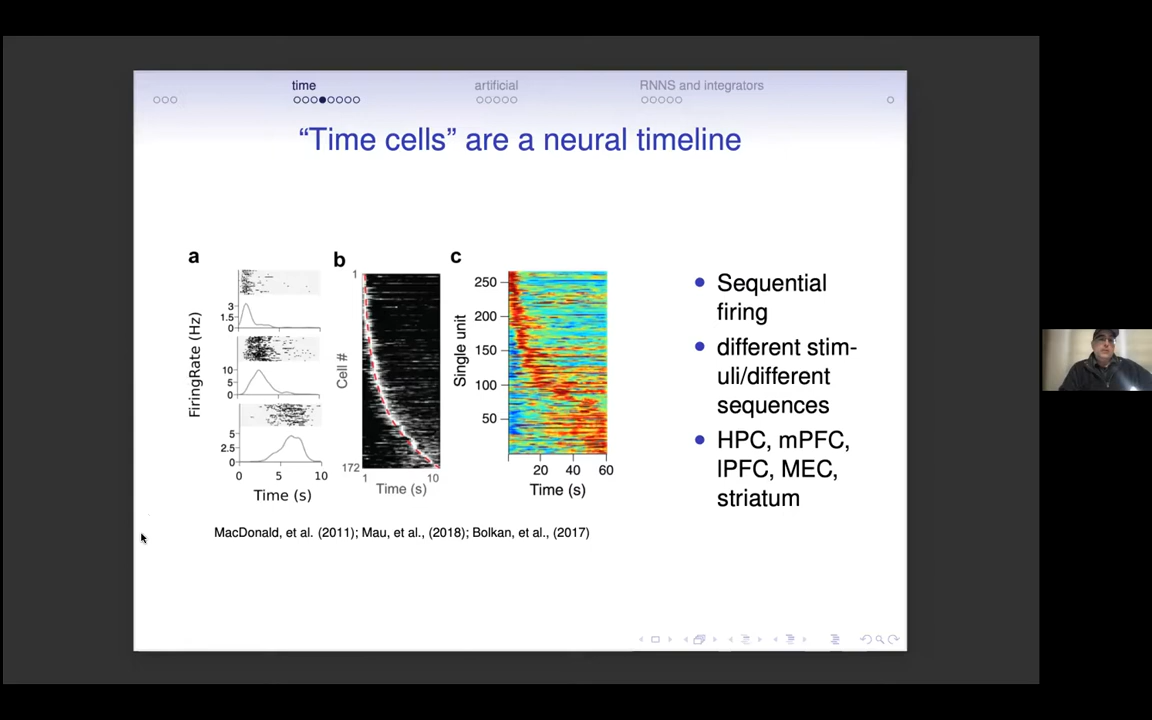 time
artificial
RNNS and integrators
“Time cells” are a neural timeline
a
b
c
FiringRate (Hz)
3
1.5
0
10
5
0
5
2.5
0
0
5
10
Time (s)
Cell #
1
172
1
10
Time (s)
Single unit
250
200
150
100
50
20
40
60
Time (s)
Sequential
firing
different stim-
uli/different
sequences
HPC, mPFC,
lPFC, MEC,
striatum
MacDonald, et al. (2011); Mau, et al., (2018); Bolkan, et al., (2017)